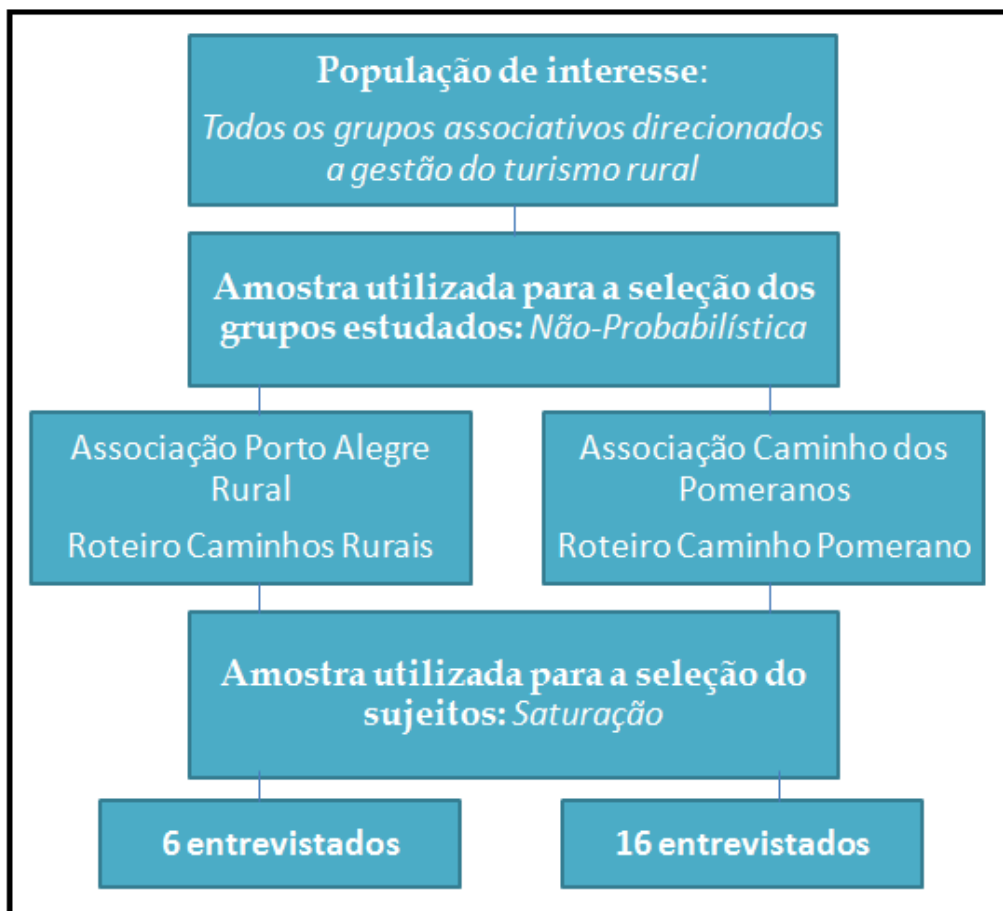 População de interesse:
Todos os grupos associativos direcionados
a gestão do turismo rural
Amostra utilizada para a seleção dos
grupos estudados: Não-Probabilística
Associação Porto Alegre
Rural
Roteiro Caminhos Rurais
Associação Caminho dos
Pomeranos
Roteiro Caminho Pomerano
Amostra utilizada para a seleção do
sujeitos: Saturação
6 entrevistados
16 entrevistados